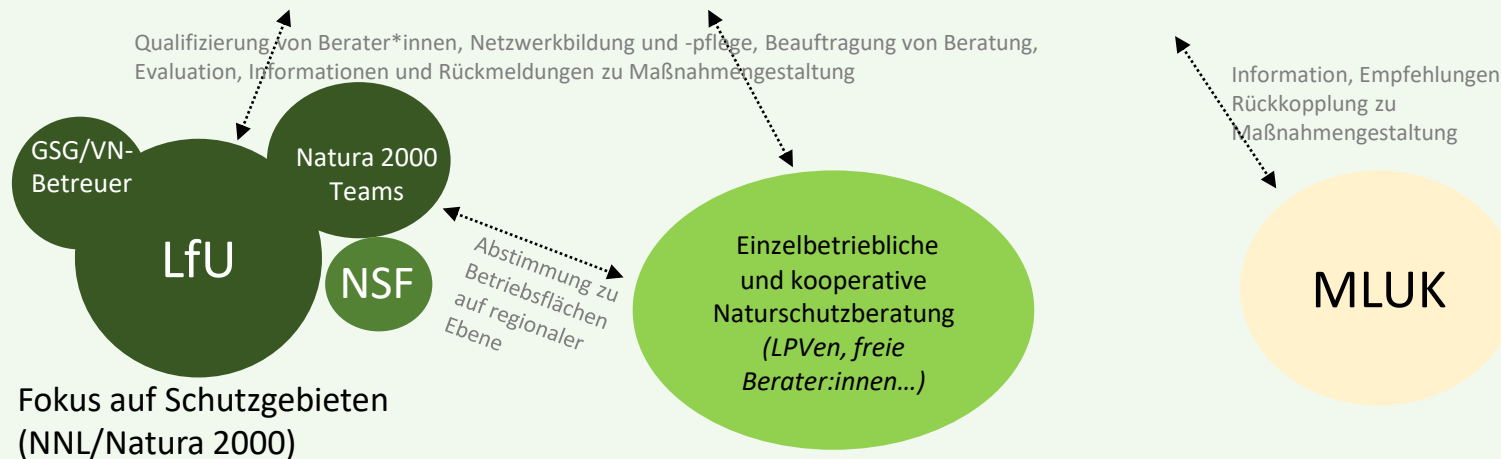 Qualifizierung von Berater*innen, Netzwerkbildung und -pflege, Beauftragung von Beratung,
Evaluation, Informationen und Rückmeldungen zu Maßnahmengestaltung
Information, Empfehlungen
Rückkopplung zu
Maßnahmengestaltung
GSG/VN-
Betreuer
Natura 2000
Teams
LfU
NSF
Abstimmung zu
Betriebsflächen
auf regionaler
Ebene
Einzelbetriebliche
und kooperative
Naturschutzberatung
(LPVen, freie
Berater:innen…)
MLUK
Fokus auf Schutzgebieten
(NNL/Natura 2000)